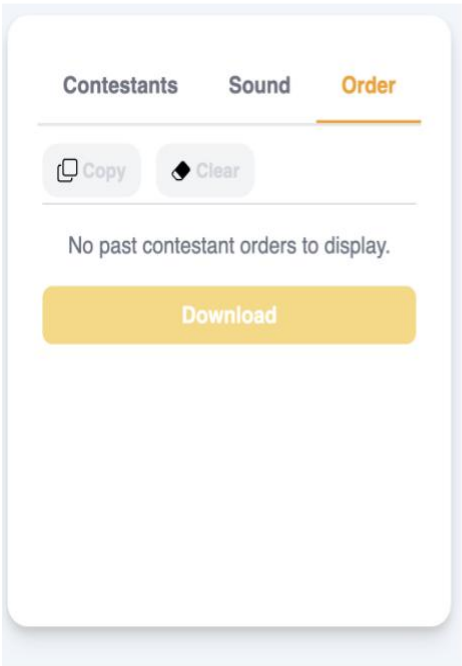 Contestants Sound Order
Copy Clear
No past contestant orders to display.
Download